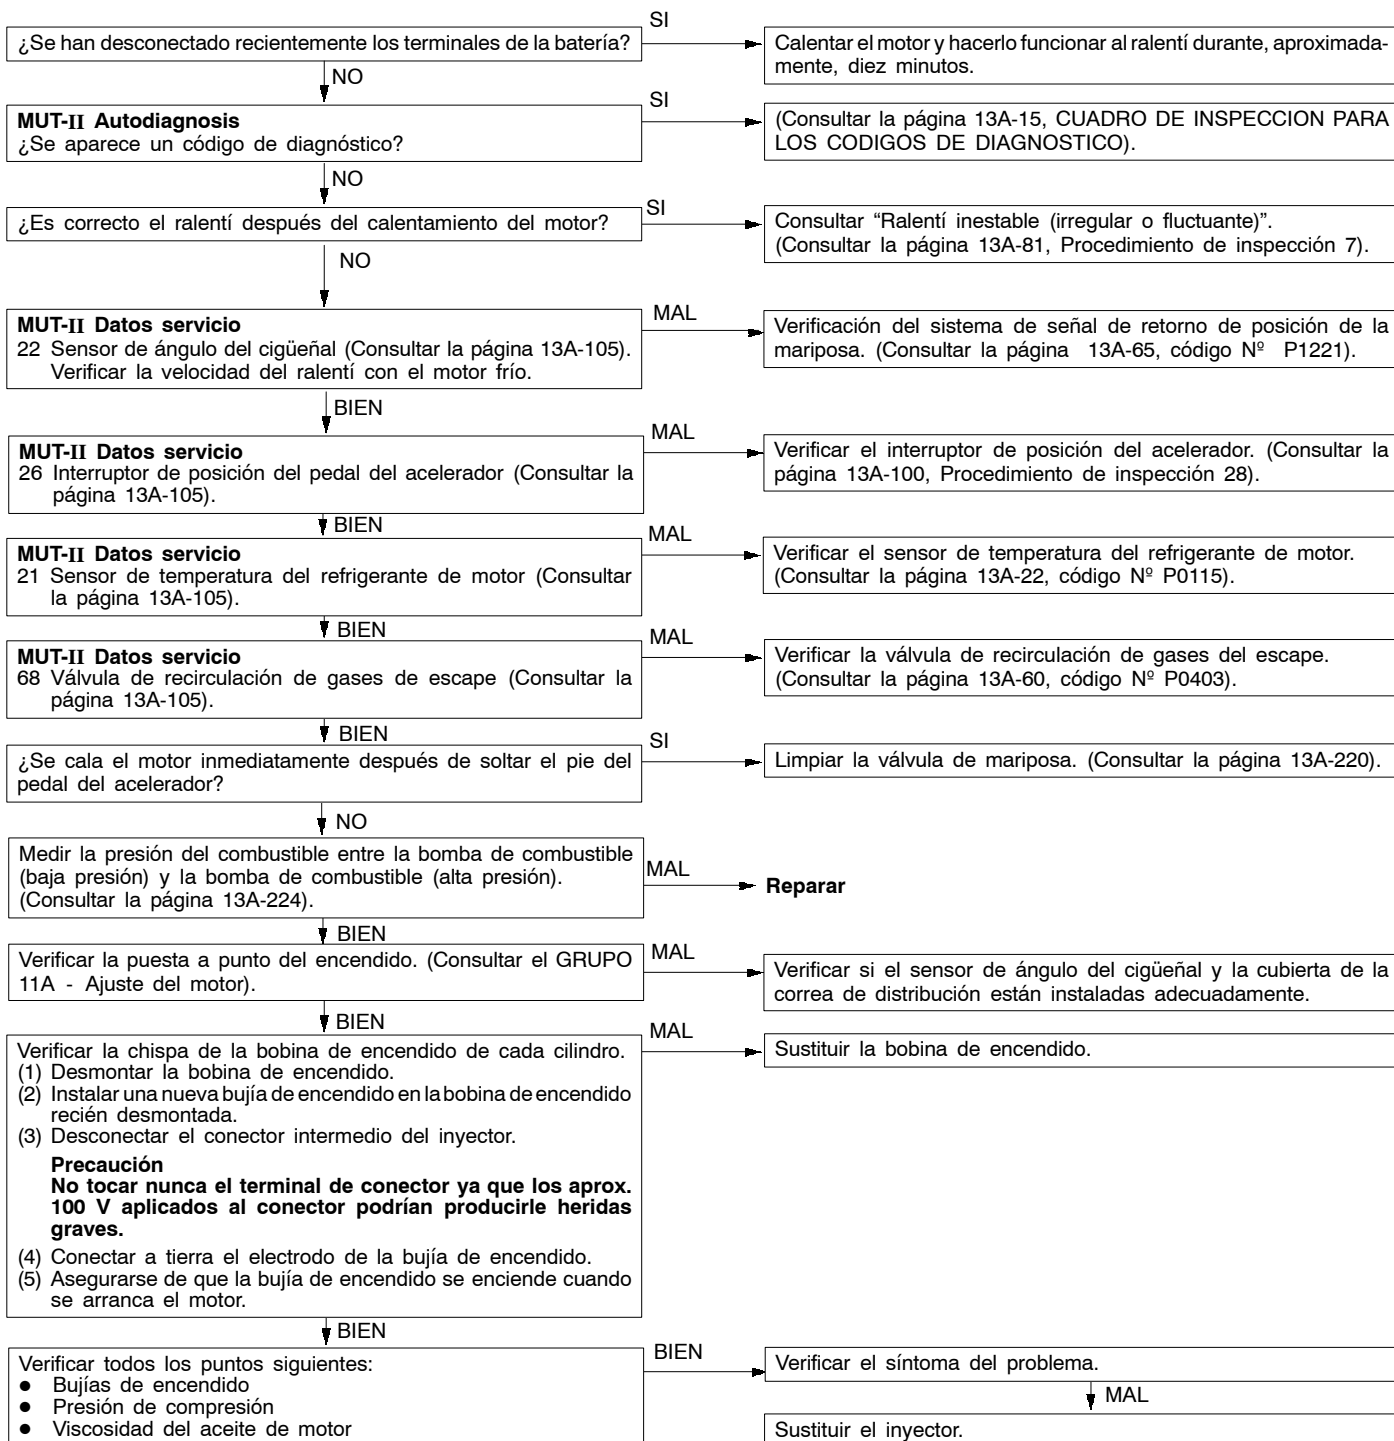 ¿Se han desconectado recientemente los terminales de la batería?
SI
Calentar el motor y hacerlo funcionar al ralentí durante, aproximada-
mente, diez minutos.
NO
MUT-II Autodiagnosis
¿Se aparece un código de diagnóstico?
SI
(Consultar la página 13A-15, CUADRO DE INSPECCION PARA
LOS CODIGOS DE DIAGNOSTICO).
NO
¿Es correcto el ralentí después del calentamiento del motor?
SI
Consultar “Ralentí inestable (irregular o fluctuante)”.
(Consultar la página 13A-81, Procedimiento de inspección 7).
NO
MUT-II Datos servicio
22 Sensor de ángulo del cigüeñal (Consultar la página 13A-105).
Verificar la velocidad del ralentí con el motor frío.
MAL
Verificación del sistema de señal de retorno de posición de la
mariposa. (Consultar la página 13A-65, código Nº P1221).
BIEN
MUT-II Datos servicio
26 Interruptor de posición del pedal del acelerador (Consultar la
página 13A-105).
MAL
Verificar el interruptor de posición del acelerador. (Consultar la
página 13A-100, Procedimiento de inspección 28).
BIEN
MUT-II Datos servicio
21 Sensor de temperatura del refrigerante de motor (Consultar
la página 13A-105).
MAL
Verificar el sensor de temperatura del refrigerante de motor.
(Consultar la página 13A-22, código Nº P0115).
BIEN
MUT-II Datos servicio
68 Válvula de recirculación de gases de escape (Consultar la
página 13A-105).
MAL
Verificar la válvula de recirculación de gases del escape.
(Consultar la página 13A-60, código Nº P0403).
BIEN
¿Se cala el motor inmediatamente después de soltar el pie del
pedal del acelerador?
SI
Limpiar la válvula de mariposa. (Consultar la página 13A-220).
NO
Medir la presión del combustible entre la bomba de combustible
(baja presión) y la bomba de combustible (alta presión).
(Consultar la página 13A-224).
MAL
Reparar
BIEN
Verificar la puesta a punto del encendido. (Consultar el GRUPO
11A - Ajuste del motor).
MAL
Verificar si el sensor de ángulo del cigüeñal y la cubierta de la
correa de distribución están instaladas adecuadamente.
BIEN
Verificar la chispa de la bobina de encendido de cada cilindro.
(1) Desmontar la bobina de encendido.
(2) Instalar una nueva bujía de encendido en la bobina de encendido
recién desmontada.
(3) Desconectar el conector intermedio del inyector.
Precaución
No tocar nunca el terminal de conector ya que los aprox.
100 V aplicados al conector podrían producirle heridas
graves.
(4) Conectar a tierra el electrodo de la bujía de encendido.
(5) Asegurarse de que la bujía de encendido se enciende cuando
se arranca el motor.
MAL
Sustituir la bobina de encendido.
BIEN
Verificar todos los puntos siguientes:
● Bujías de encendido
● Presión de compresión
● Viscosidad del aceite de motor
BIEN
Verificar el síntoma del problema.
MAL
Sustituir el inyector.